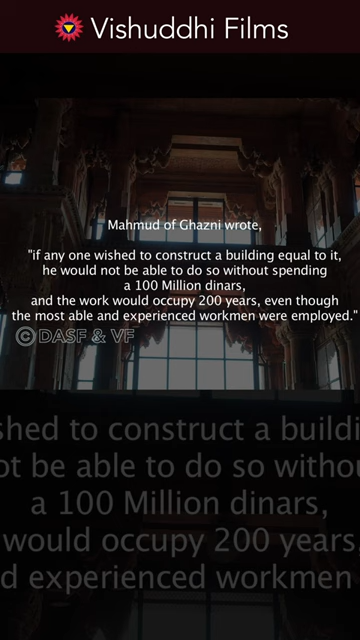 Vishuddhi Films
Mahmud of Ghazni wrote,
"if any one wished to construct a building equal to it,
he would not be able to do so without spending
a 100 Million dinars,
and the work would occupy 200 years, even though
the most able and experienced workmen were employed."
©DASF & VF
shed to construct a buildi
ot be able to do so withou
a 100 Million dinars,
would occupy 200 years,
d experienced workmen